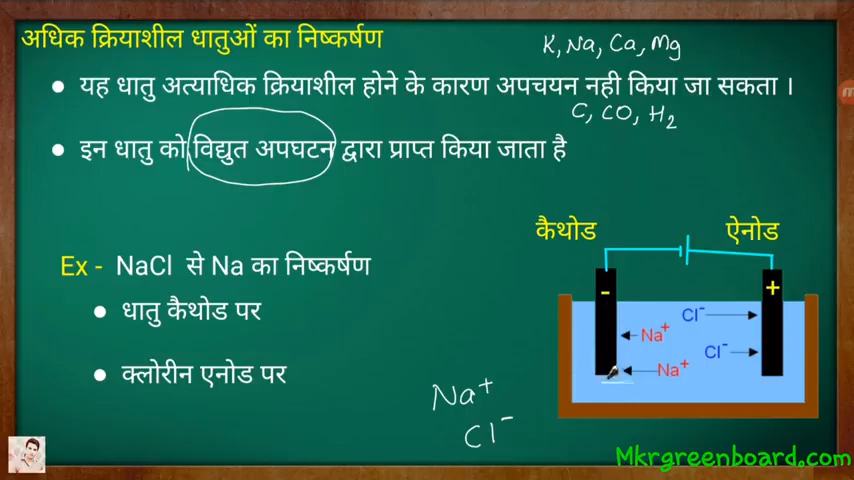 अधिक क्रियाशील धातुओं का निष्कर्षण
K, Na, Ca, Mg
• यह धातु अत्याधिक क्रियाशील होने के कारण अपचयन नही किया जा सकता ।
C, CO, H₂
• इन धातु को विद्युत अपघटन द्वारा प्राप्त किया जाता है
कैथोड ऐनोड
Ex - NaCl से Na का निष्कर्षण
• धातु कैथोड पर
• क्लोरीन एनोड पर
- +
Cl⁻
Na⁺
Cl⁻
Na⁺
Na⁺
Cl⁻
Mkrgreenboard.com